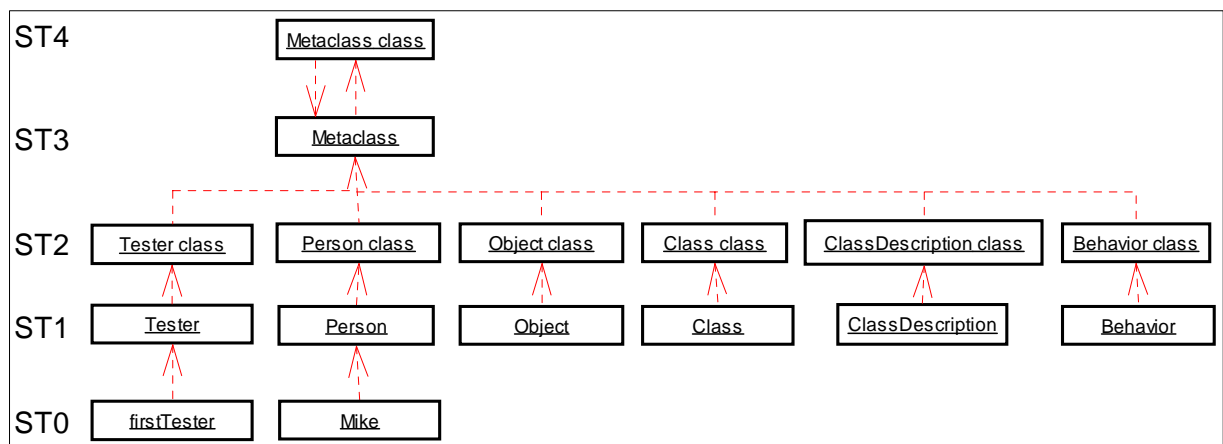 ST4
Metaclass class
ST3
Metaclass
ST2
Tester class
Person class
Object class
Class class
ClassDescription class
Behavior class
ST1
Tester
Person
Object
Class
ClassDescription
Behavior
ST0
firstTester
Mike